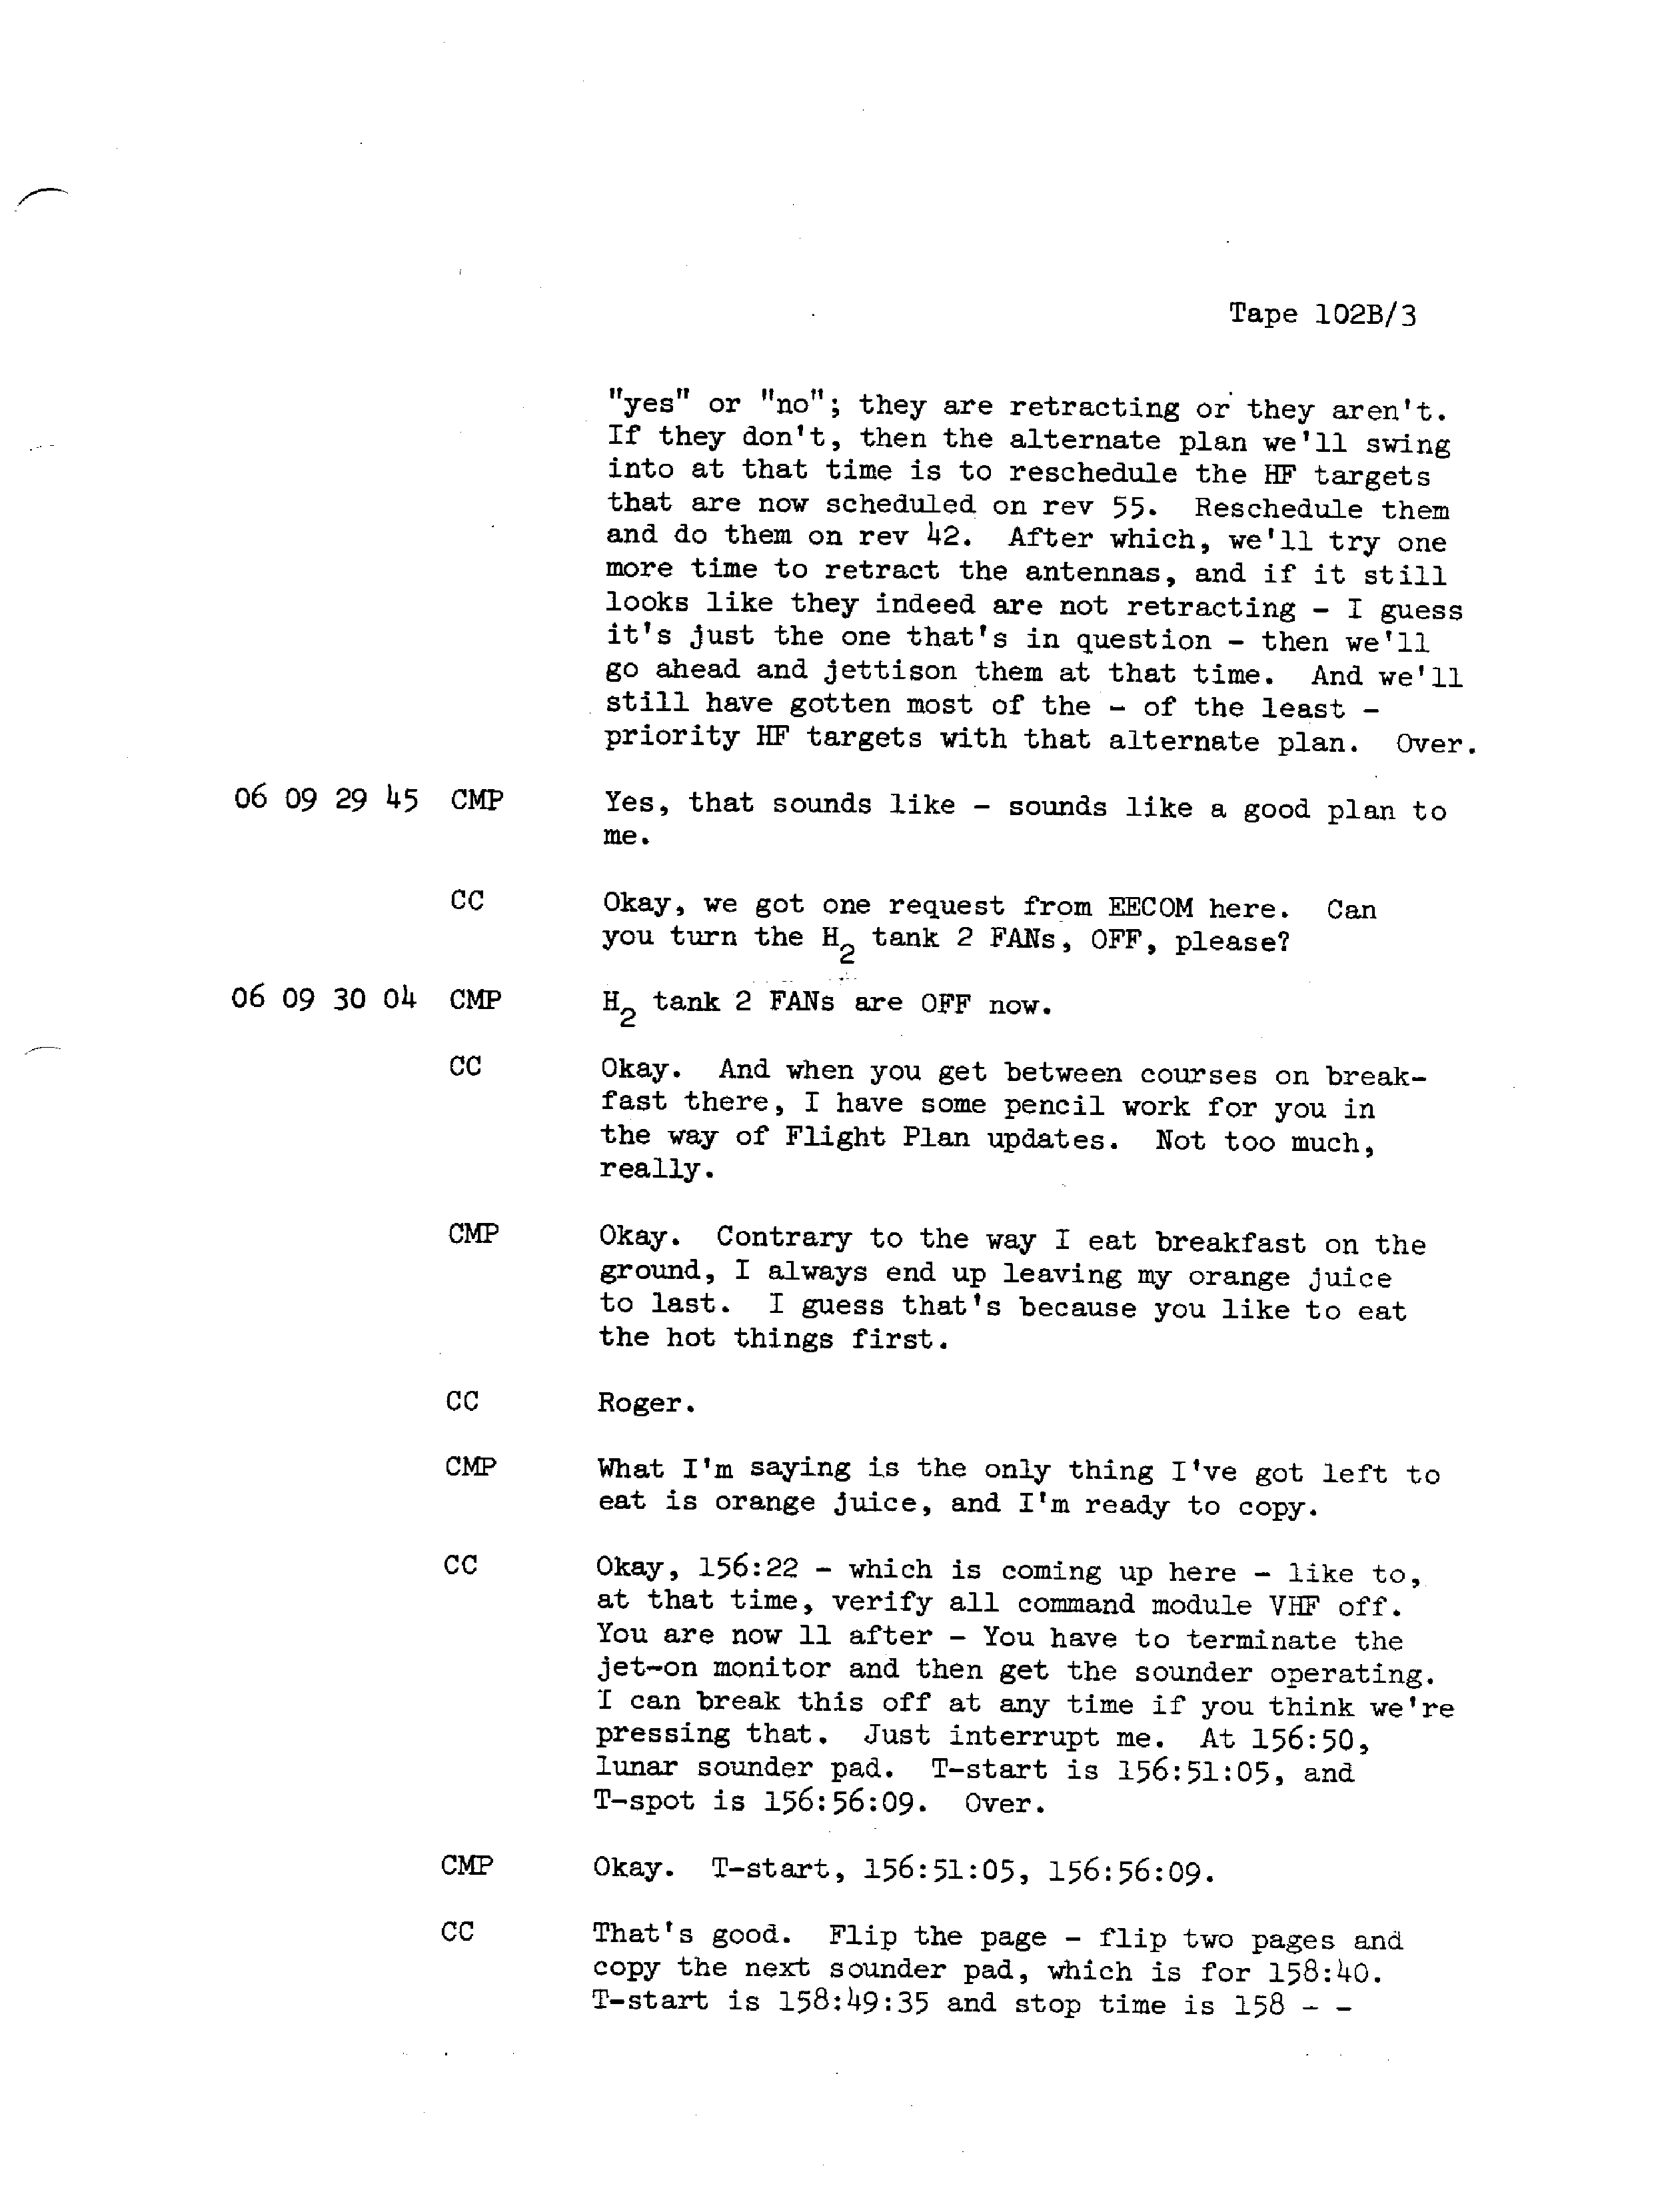 Tape 102B/3
"yes" or "no"; they are retracting or they aren't.
If they don't, then the alternate plan we'll swing
into at that time is to reschedule the HF targets
that are now scheduled on rev 55. Reschedule them
and do them on rev 42. After which, we'll try one
more time to retract the antennas, and if it still
looks like they indeed are not retracting - I guess
it's just the one that's in question - then we'll
go ahead and jettison them at that time. And we'll
still have gotten most of the - of the least -
priority HF targets with that alternate plan. Over.
06 09 29 45 CMP Yes, that sounds like - sounds like a good plan to
me.
CC Okay, we got one request from EECOM here. Can
you turn the H2 tank 2 FANs, OFF, please?
06 09 30 04 CMP H2 tank 2 FANs are OFF now.
CC Okay. And when you get between courses on break-
fast there, I have some pencil work for you in
the way of Flight Plan updates. Not too much,
really.
CMP Okay. Contrary to the way I eat breakfast on the
ground, I always end up leaving my orange juice
to last. I guess that's because you like to eat
the hot things first.
CC Roger.
CMP What I'm saying is the only thing I've got left to
eat is orange juice, and I'm ready to copy.
CC Okay, 156:22 - which is coming up here - like to,
at that time, verify all command module VHF off.
You are now 11 after - You have to terminate the
jet-on monitor and then get the sounder operating.
I can break this off at any time if you think we're
pressing that. Just interrupt me. At 156:50,
lunar sounder pad. T-start is 156:51:05, and
T-spot is 156:56:09. Over.
CMP Okay. T-start, 156:51:05, 156:56:09.
CC That's good. Flip the page - flip two pages and
copy the next sounder pad, which is for 158:40.
T-start is 158:49:35 and stop time is 158 - -